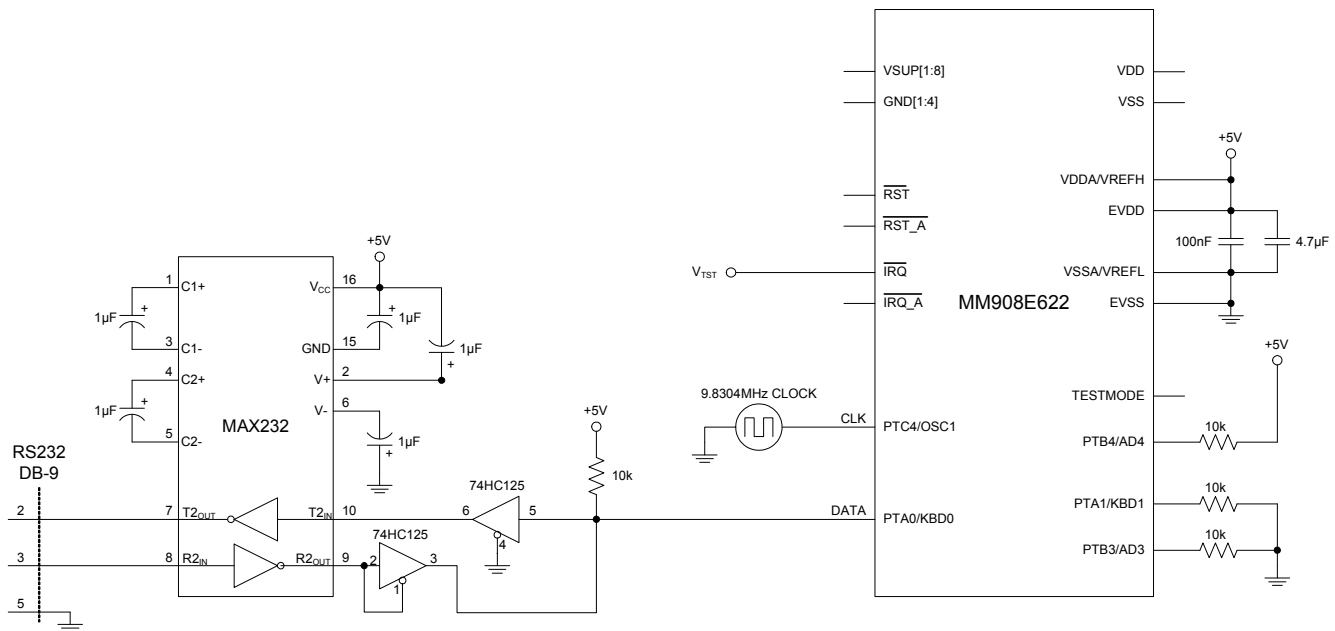 VSUP[1:8]
VDD
GND[1:4]
VSS
+5V
VDDA/VREFH
RST
EVDD
RST_A
100nF
4.7µF
+5V
VTST
IRQ
VSSA/VREFL
MM908E622
1
C1+
VCC
16
IRQ_A
EVSS
1µF
+
+
1µF
3
C1-
GND
15
1µF
+
+5V
4
C2+
V+
2
9.8304MHz CLOCK
TESTMODE
1µF
+
V-
6
+5V
10k
MAX232
CLK
PTC4/OSC1
PTB4/AD4
5
C2-
1µF
+
RS232
DB-9
10k
10k
74HC125
PTA1/KBD1
2
7
T2OUT
T2IN
10
6
5
DATA
PTA0/KBD0
4
74HC125
10k
PTB3/AD3
3
8
R2IN
R2OUT
9
2
3
1
5